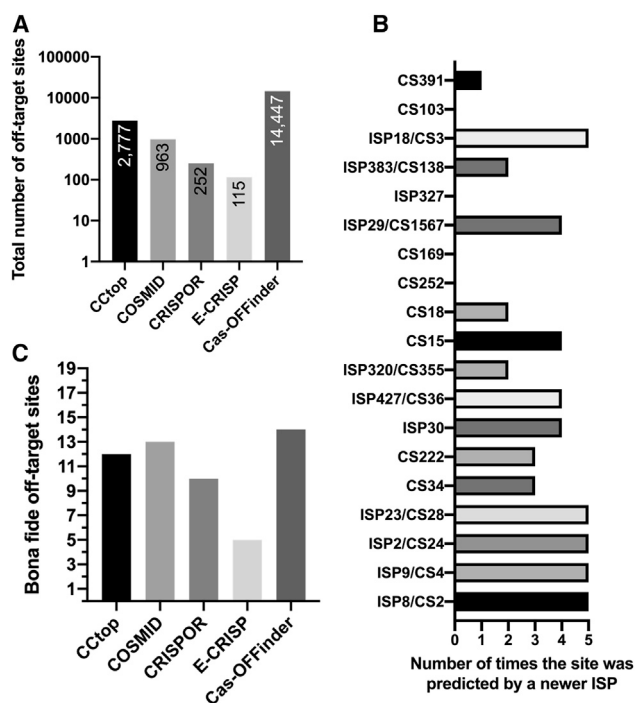 A
Total number of off-target sites
100000
10000
1000
100
10
1
2,777
963
252
115
14,447
CCtop
COSMID
CRISPOR
E-CRISP
Cas-OFFinder
B
CS391
CS103
ISP18/CS3
ISP383/CS138
ISP327
ISP29/CS1567
CS169
CS252
CS18
CS15
ISP320/CS355
ISP427/CS36
ISP30
CS222
CS34
ISP23/CS28
ISP2/CS24
ISP9/CS4
ISP8/CS2
0 1 2 3 4 5
Number of times the site was
predicted by a newer ISP
C
Bona fide off-target sites
19
17
15
13
11
9
7
5
3
1
CCtop
COSMID
CRISPOR
E-CRISP
Cas-OFFinder